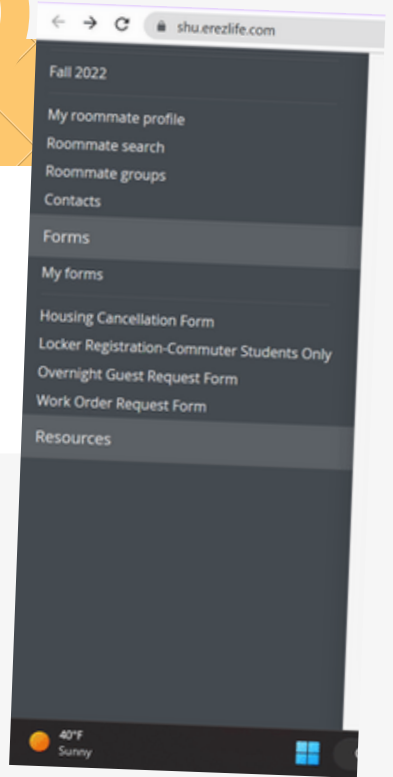 shu.erezlife.com
Fall 2022
My roommate profile
Roommate search
Roommate groups
Contacts
Forms
My forms
Housing Cancellation Form
Locker Registration-Commuter Students Only
Overnight Guest Request Form
Work Order Request Form
Resources
40°F
Sunny